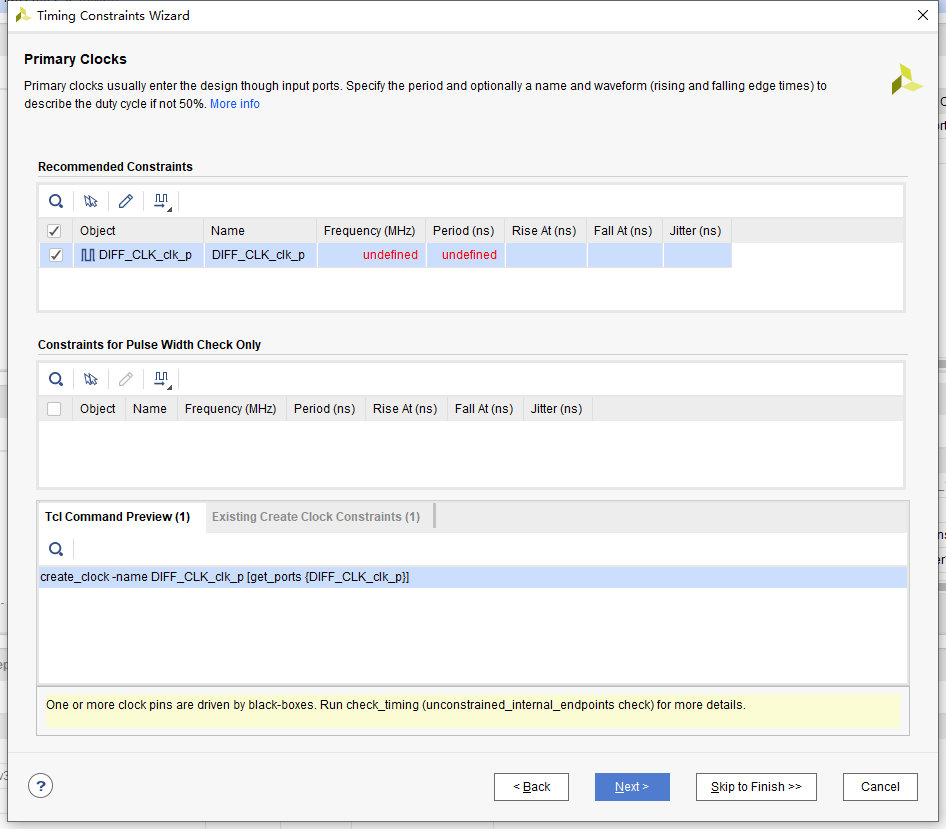 Timing Constraints Wizard
Primary Clocks
Primary clocks usually enter the design though input ports. Specify the period and optionally a name and waveform (rising and falling edge times) to
describe the duty cycle if not 50%. More info
Recommended Constraints
Object Name Frequency (MHz) Period (ns) Rise At (ns) Fall At (ns) Jitter (ns)
DIFF_CLK_clk_p DIFF_CLK_clk_p undefined undefined
Constraints for Pulse Width Check Only
Object Name Frequency (MHz) Period (ns) Rise At (ns) Fall At (ns) Jitter (ns)
Tcl Command Preview (1) Existing Create Clock Constraints (1)
create_clock -name DIFF_CLK_clk_p [get_ports {DIFF_CLK_clk_p}]
One or more clock pins are driven by black-boxes. Run check_timing (unconstrained_internal_endpoints check) for more details.
? < Back Next > Skip to Finish >> Cancel